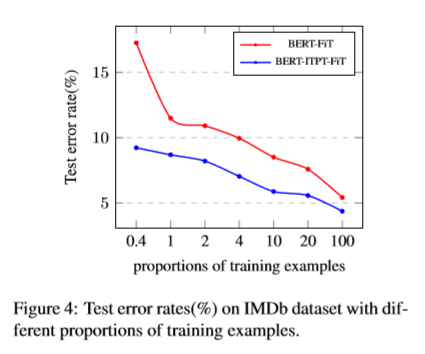 BERT-FiT
BERT-ITPT-FiT
15
10
5
Test error rate(%)
0.4 1 2 4 10 20 100
proportions of training examples
Figure 4: Test error rates(%) on IMDb dataset with dif-
ferent proportions of training examples.